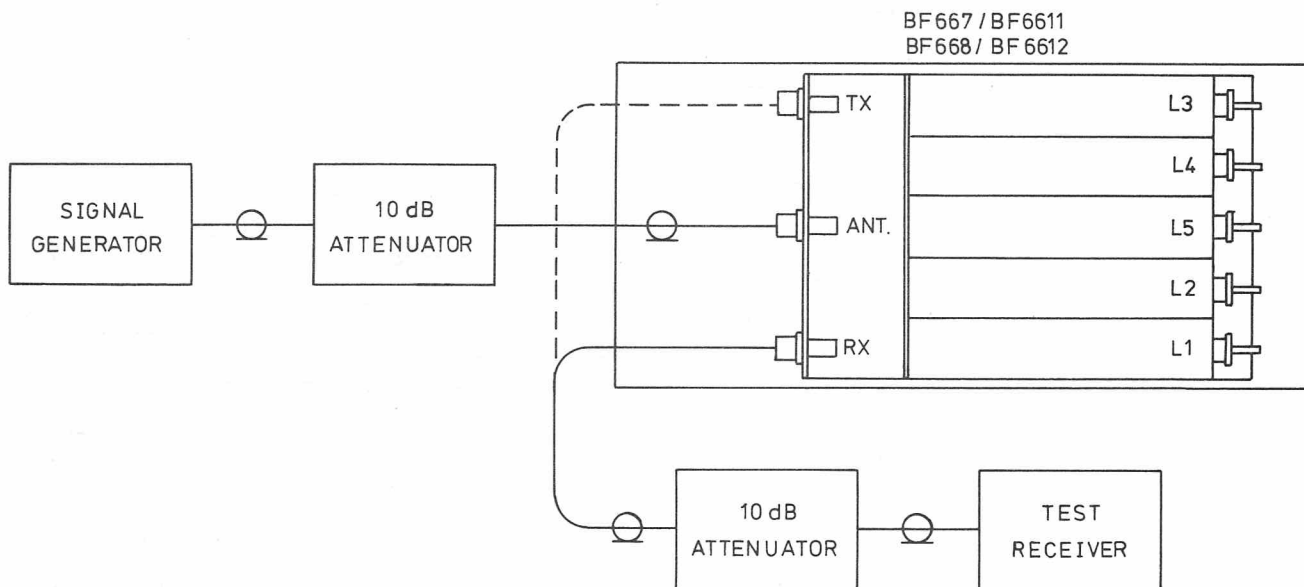 BF667 / BF6611
BF668 / BF6612
TX
L3
L4
SIGNAL
GENERATOR
10 dB
ATTENUATOR
ANT.
L5
L2
RX
L1
10 dB
ATTENUATOR
TEST
RECEIVER